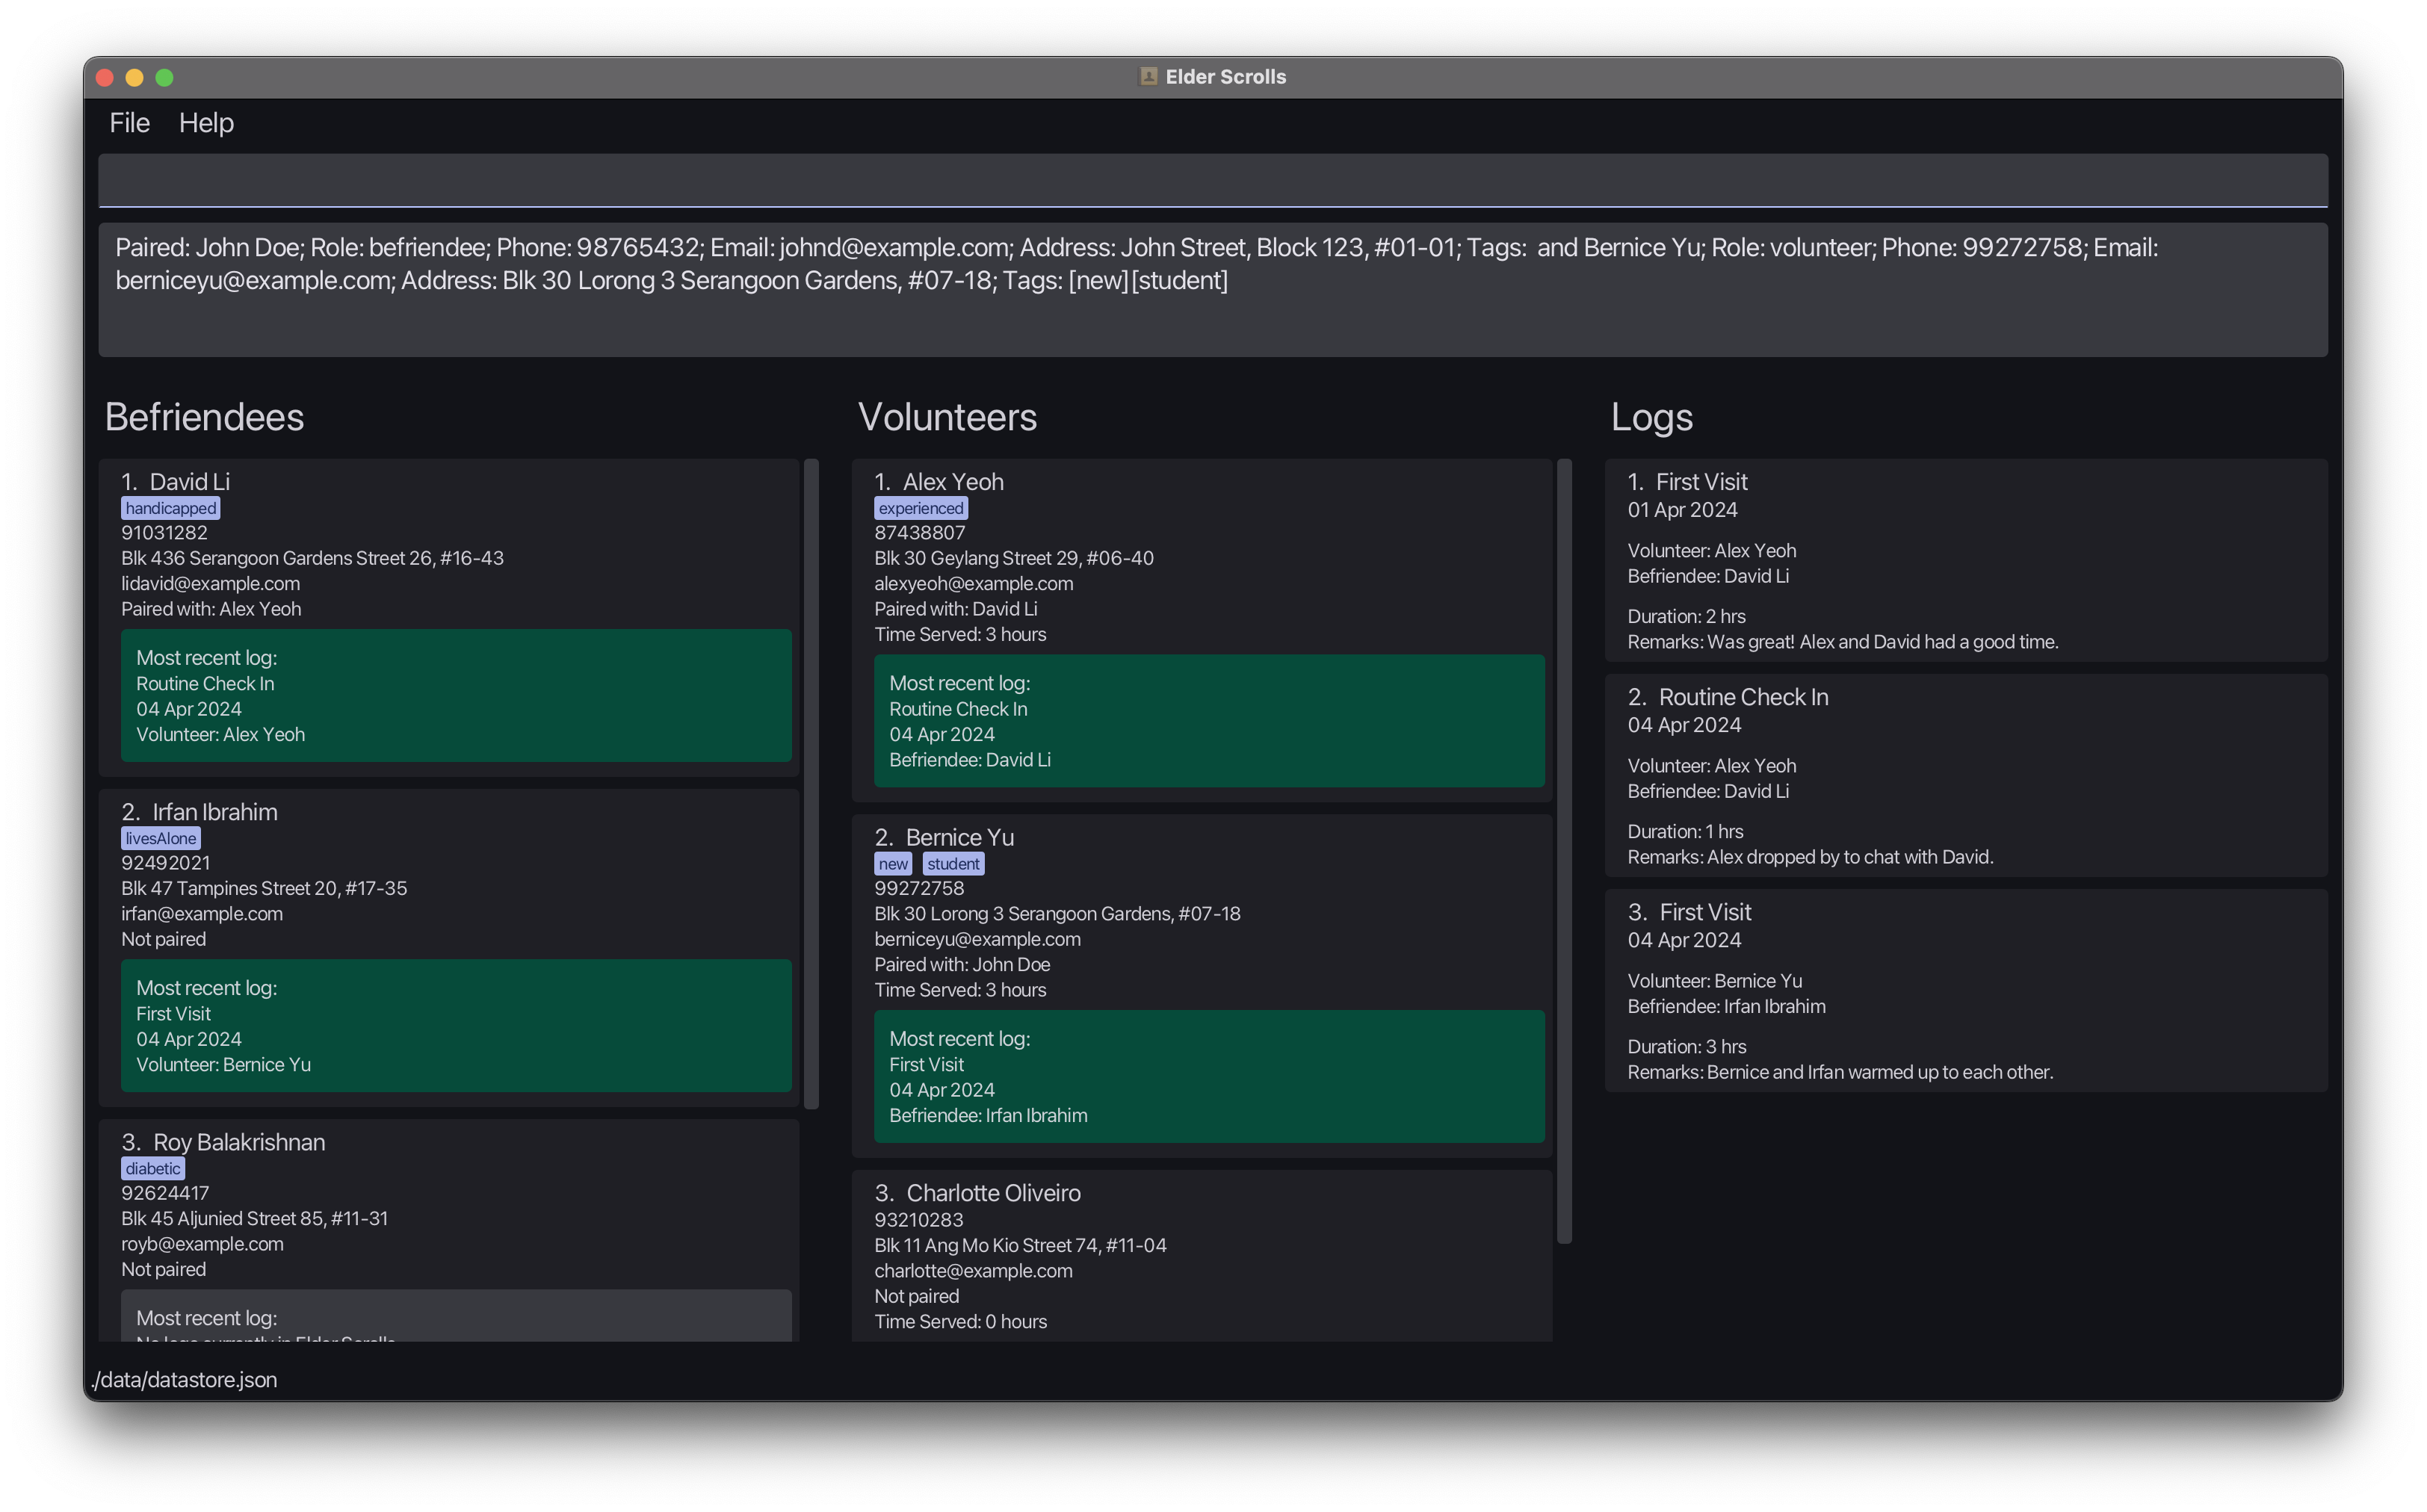 Elder Scrolls
File Help
Paired: John Doe; Role: befriendee; Phone: 98765432; Email: johnd@example.com; Address: John Street, Block 123, #01-01; Tags:  and Bernice Yu; Role: volunteer; Phone: 99272758; Email:
berniceyu@example.com; Address: Blk 30 Lorong 3 Serangoon Gardens, #07-18; Tags: [new][student]
Befriendees
1. David Li
handicapped
91031282
Blk 436 Serangoon Gardens Street 26, #16-43
lidavid@example.com
Paired with: Alex Yeoh
Most recent log:
Routine Check In
04 Apr 2024
Volunteer: Alex Yeoh
2. Irfan Ibrahim
livesAlone
92492021
Blk 47 Tampines Street 20, #17-35
irfan@example.com
Not paired
Most recent log:
First Visit
04 Apr 2024
Volunteer: Bernice Yu
3. Roy Balakrishnan
diabetic
92624417
Blk 45 Aljunied Street 85, #11-31
royb@example.com
Not paired
Most recent log:
No logs currently in Elder Scrolls
Volunteers
1. Alex Yeoh
experienced
87438807
Blk 30 Geylang Street 29, #06-40
alexyeoh@example.com
Paired with: David Li
Time Served: 3 hours
Most recent log:
Routine Check In
04 Apr 2024
Befriendee: David Li
2. Bernice Yu
new student
99272758
Blk 30 Lorong 3 Serangoon Gardens, #07-18
berniceyu@example.com
Paired with: John Doe
Time Served: 3 hours
Most recent log:
First Visit
04 Apr 2024
Befriendee: Irfan Ibrahim
3. Charlotte Oliveiro
93210283
Blk 11 Ang Mo Kio Street 74, #11-04
charlotte@example.com
Not paired
Time Served: 0 hours
Logs
1. First Visit
01 Apr 2024
Volunteer: Alex Yeoh
Befriendee: David Li
Duration: 2 hrs
Remarks: Was great! Alex and David had a good time.
2. Routine Check In
04 Apr 2024
Volunteer: Alex Yeoh
Befriendee: David Li
Duration: 1 hrs
Remarks: Alex dropped by to chat with David.
3. First Visit
04 Apr 2024
Volunteer: Bernice Yu
Befriendee: Irfan Ibrahim
Duration: 3 hrs
Remarks: Bernice and Irfan warmed up to each other.
./data/datastore.json